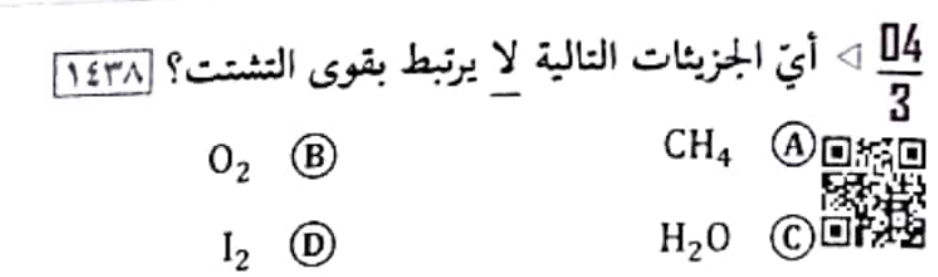 04/3 ◁ أيّ الجزيئات التالية لا يرتبط بقوى التشتت؟ ١٤٣٨
Ⓐ CH₄ Ⓑ O₂
Ⓒ H₂O Ⓓ I₂